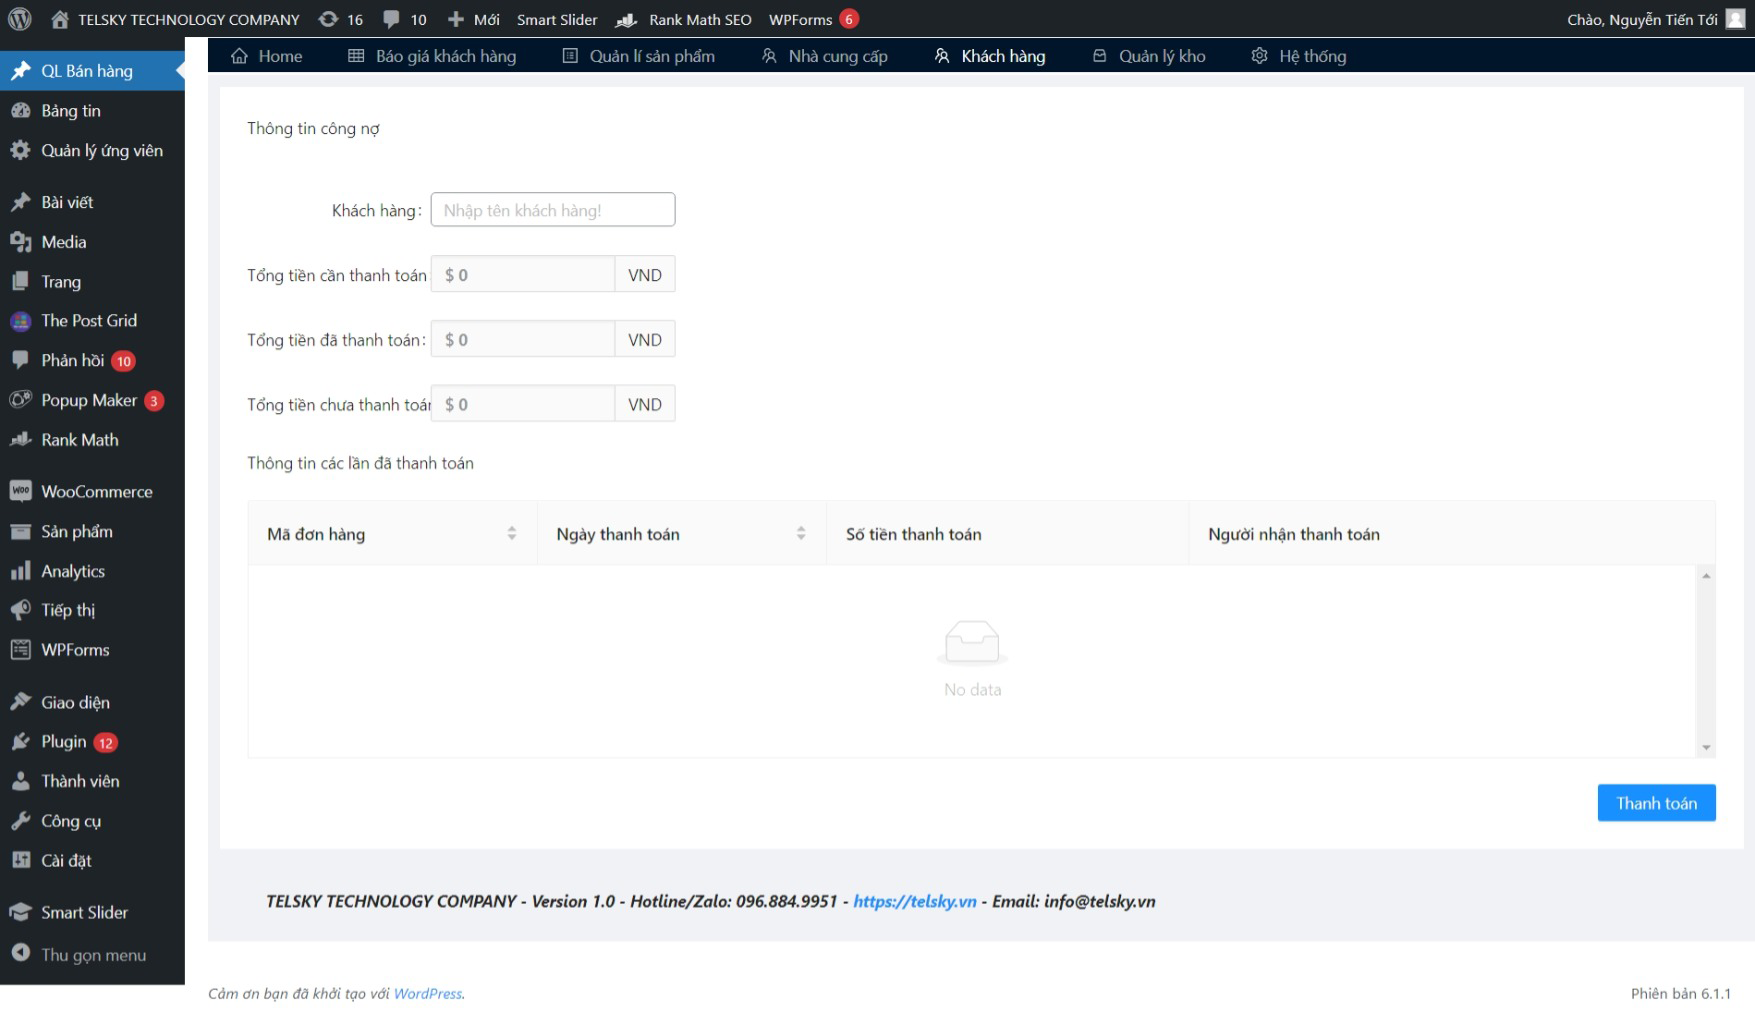 TELSKY TECHNOLOGY COMPANY 16 10 Mới Smart Slider Rank Math SEO WPForms 6 Chào, Nguyễn Tiến Tới
Home Báo giá khách hàng Quản lí sản phẩm Nhà cung cấp Khách hàng Quản lý kho Hệ thống
QL Bán hàng
Bảng tin
Quản lý ứng viên
Bài viết
Media
Trang
The Post Grid
Phản hồi 10
Popup Maker 3
Rank Math
WOO WooCommerce
Sản phẩm
Analytics
Tiếp thị
WPForms
Giao diện
Plugin 12
Thành viên
Công cụ
Cài đặt
Smart Slider
Thu gọn menu
Thông tin công nợ
Khách hàng: Nhập tên khách hàng!
Tổng tiền cần thanh toán $ 0 VND
Tổng tiền đã thanh toán: $ 0 VND
Tổng tiền chưa thanh toán $ 0 VND
Thông tin các lần đã thanh toán
Mã đơn hàng Ngày thanh toán Số tiền thanh toán Người nhận thanh toán
No data
Thanh toán
TELSKY TECHNOLOGY COMPANY - Version 1.0 - Hotline/Zalo: 096.884.9951 - https://telsky.vn - Email: info@telsky.vn
Cảm ơn bạn đã khởi tạo với WordPress. Phiên bản 6.1.1